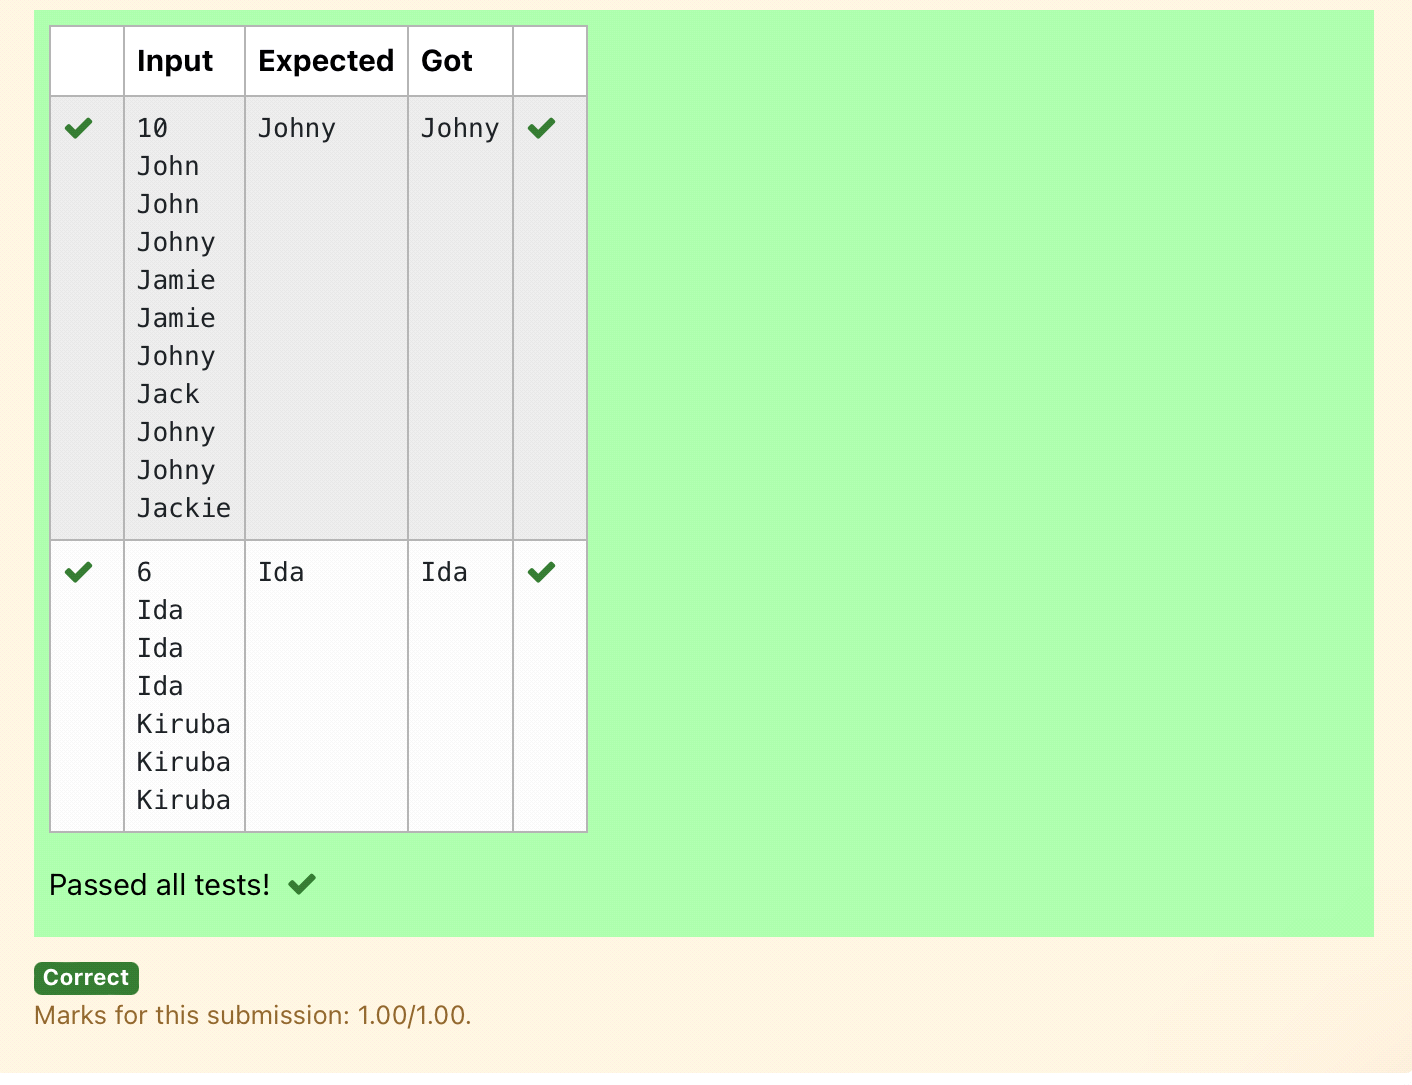 Input Expected Got
10 Johny Johny
John
John
Johny
Jamie
Jamie
Johny
Jack
Johny
Johny
Jackie
6 Ida Ida
Ida
Ida
Ida
Kiruba
Kiruba
Kiruba
Passed all tests!
Correct
Marks for this submission: 1.00/1.00.